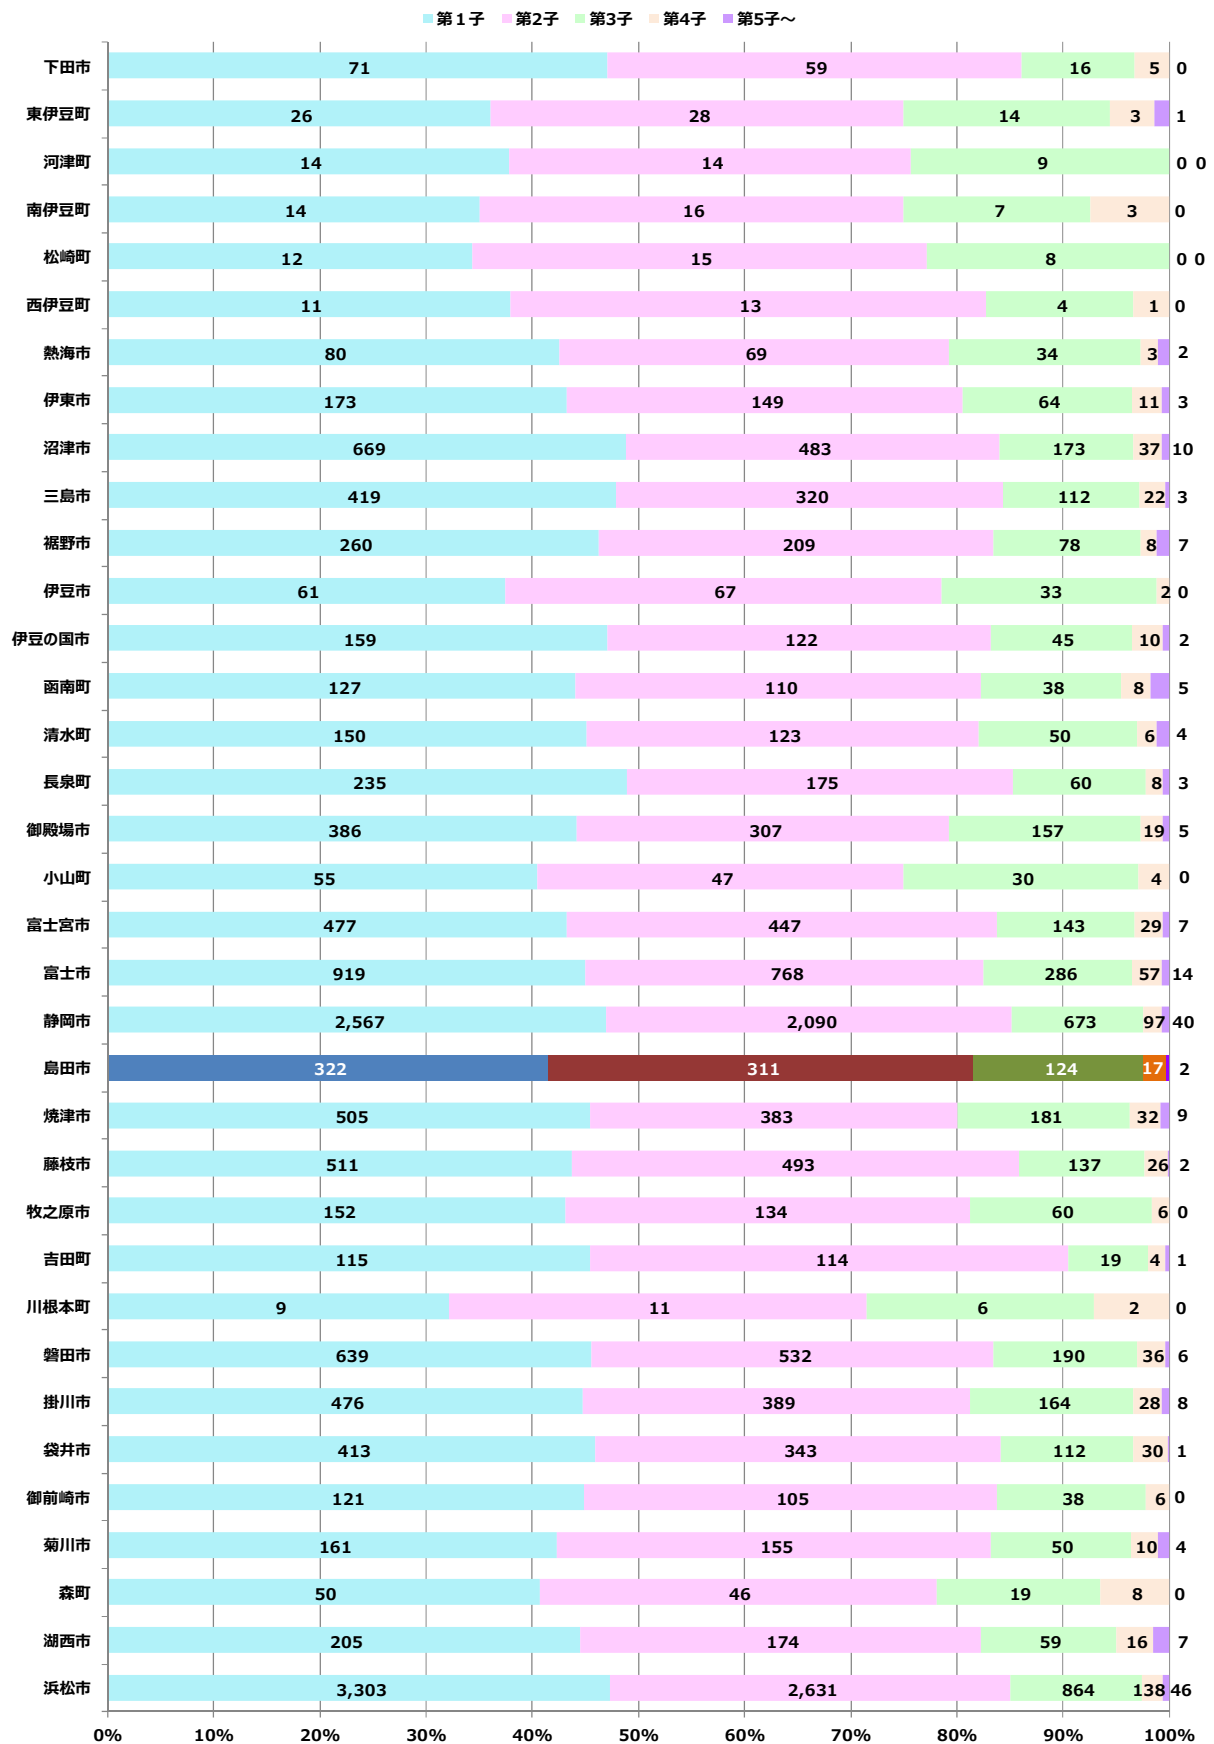 第１子 第2子 第3子 第4子 第5子～
下田市 71 59 16 5 0
東伊豆町 26 28 14 3 1
河津町 14 14 9 0 0
南伊豆町 14 16 7 3 0
松崎町 12 15 8 0 0
西伊豆町 11 13 4 1 0
熱海市 80 69 34 3 2
伊東市 173 149 64 11 3
沼津市 669 483 173 37 10
三島市 419 320 112 22 3
裾野市 260 209 78 8 7
伊豆市 61 67 33 2 0
伊豆の国市 159 122 45 10 2
函南町 127 110 38 8 5
清水町 150 123 50 6 4
長泉町 235 175 60 8 3
御殿場市 386 307 157 19 5
小山町 55 47 30 4 0
富士宮市 477 447 143 29 7
富士市 919 768 286 57 14
静岡市 2,567 2,090 673 97 40
島田市 322 311 124 17 2
焼津市 505 383 181 32 9
藤枝市 511 493 137 26 2
牧之原市 152 134 60 6 0
吉田町 115 114 19 4 1
川根本町 9 11 6 2 0
磐田市 639 532 190 36 6
掛川市 476 389 164 28 8
袋井市 413 343 112 30 1
御前崎市 121 105 38 6 0
菊川市 161 155 50 10 4
森町 50 46 19 8 0
湖西市 205 174 59 16 7
浜松市 3,303 2,631 864 138 46
0% 10% 20% 30% 40% 50% 60% 70% 80% 90% 100%